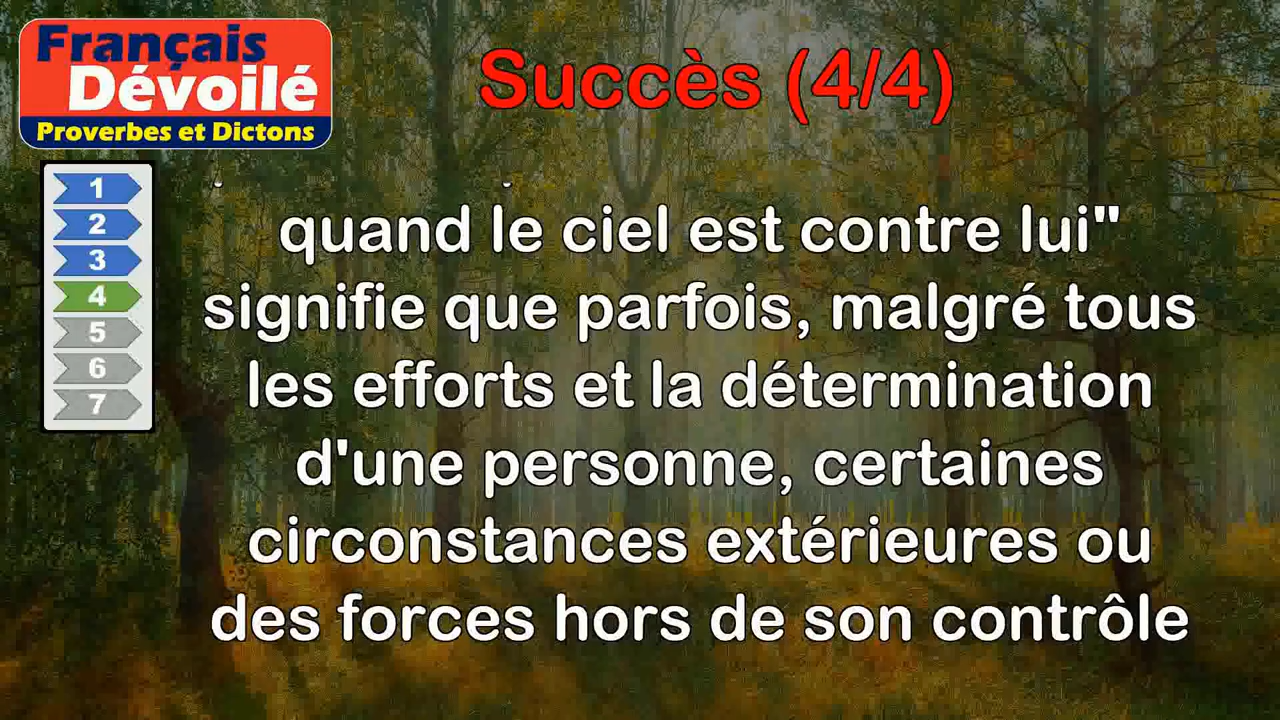 Français
Dévoilé
Proverbes et Dictons
Succès (4/4)
1
2
3
4
5
6
7
quand le ciel est contre lui"
signifie que parfois, malgré tous
les efforts et la détermination
d'une personne, certaines
circonstances extérieures ou
des forces hors de son contrôle